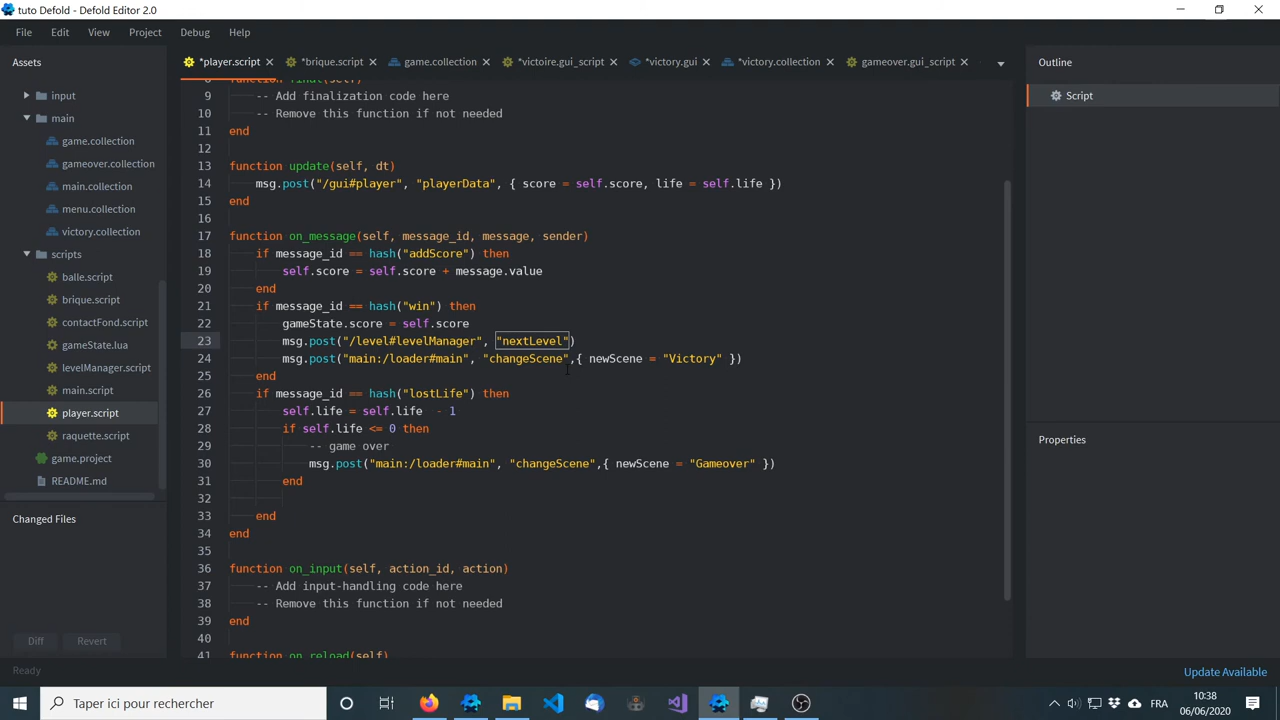 tuto Defold - Defold Editor 2.0
File Edit View Project Debug Help
Assets
input
main
game.collection
gameover.collection
main.collection
menu.collection
victory.collection
scripts
balle.script
brique.script
contactFond.script
gameState.lua
levelManager.script
main.script
player.script
raquette.script
game.project
README.md
Changed Files
Diff Revert
Ready
*player.script *brique.script game.collection *victoire.gui_script *victory.gui *victory.collection gameover.gui_script
8 function final(self)
9 -- Add finalization code here
10 -- Remove this function if not needed
11 end
12
13 function update(self, dt)
14 msg.post("/gui#player", "playerData", { score = self.score, life = self.life })
15 end
16
17 function on_message(self, message_id, message, sender)
18 if message_id == hash("addScore") then
19 self.score = self.score + message.value
20 end
21 if message_id == hash("win") then
22 gameState.score = self.score
23 msg.post("/level#levelManager", "nextLevel")
24 msg.post("main:/loader#main", "changeScene",{ newScene = "Victory" })
25 end
26 if message_id == hash("lostLife") then
27 self.life = self.life - 1
28 if self.life <= 0 then
29 -- game over
30 msg.post("main:/loader#main", "changeScene",{ newScene = "Gameover" })
31 end
32
33 end
34 end
35
36 function on_input(self, action_id, action)
37 -- Add input-handling code here
38 -- Remove this function if not needed
39 end
40
41 function on_reload(self)
Outline
Script
Properties
Update Available
Taper ici pour rechercher
FRA
10:38
06/06/2020